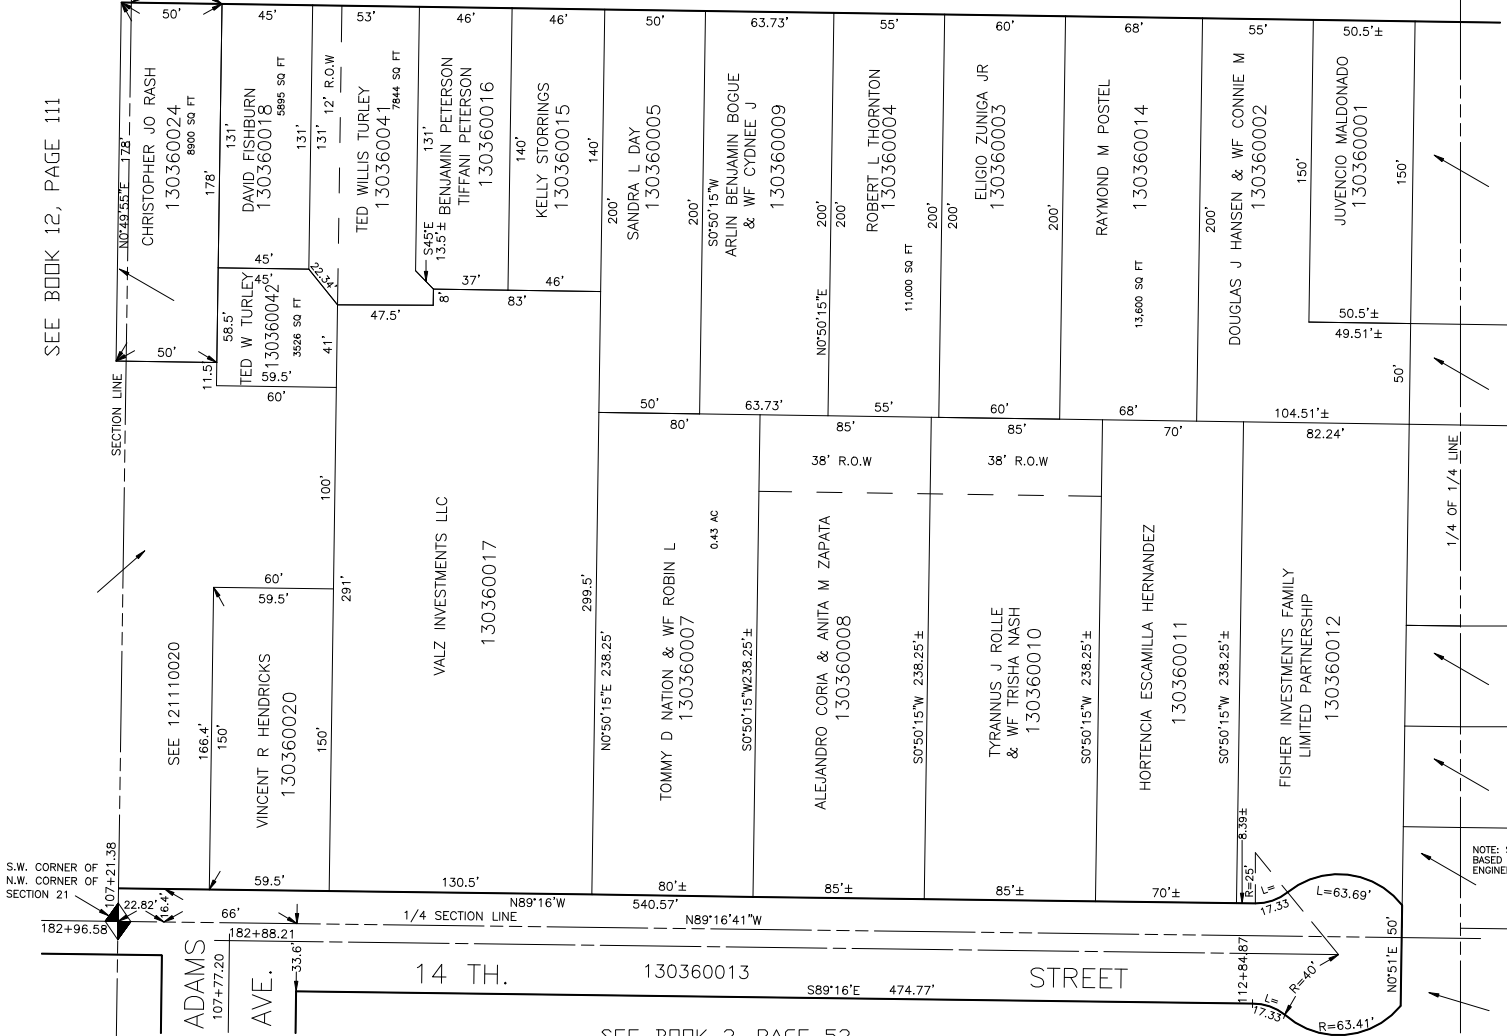 50'
45'
53'
46'
46'
50'
63.73'
55'
60'
68'
55'
50.5'±
SEE BOOK 12, PAGE 111
N0°49'55"E 178'
CHRISTOPHER JO RASH
130360024
8900 SQ FT
178'
131'
DAVID FISHBURN
130360018
5895 SQ FT
131'
131'
12' R.O.W
TED WILLIS TURLEY
130360041
7844 SQ FT
131'
S45°E
13.5'±
BENJAMIN PETERSON
TIFFANI PETERSON
130360016
140'
KELLY STORRINGS
130360015
140'
200'
SANDRA L DAY
130360005
200'
S0°50'15"W
ARLIN BENJAMIN BOGUE
& WF CYDNEE J
130360009
N0°50'15"E
200'
200'
ROBERT L THORNTON
130360004
11,000 SQ FT
200'
200'
ELIGIO ZUNIGA JR
130360003
200'
RAYMOND M POSTEL
130360014
13,600 SQ FT
200'
DOUGLAS J HANSEN & WF CONNIE M
130360002
150'
JUVENCIO MALDONADO
130360001
150'
45'
45'
22.34'
37'
46'
8'
83'
47.5'
58.5'
TED W TURLEY
130360042
3526 SQ FT
41'
50'
11.5'
59.5'
60'
50.5'±
49.51'±
50'
SECTION LINE
50'
63.73'
55'
60'
68'
104.51'±
80'
85'
85'
70'
82.24'
38' R.O.W
38' R.O.W
1/4 OF 1/4 LINE
100'
60'
59.5'
291'
VALZ INVESTMENTS LLC
130360017
299.5'
N0°50'15"E 238.25'
TOMMY D NATION & WF ROBIN L
130360007
0.43 AC
S0°50'15"W238.25'±
ALEJANDRO CORIA & ANITA M ZAPATA
130360008
S0°50'15"W 238.25'±
TYRANNUS J ROLLE
& WF TRISHA NASH
130360010
S0°50'15"W 238.25'±
HORTENCIA ESCAMILLA HERNANDEZ
130360011
S0°50'15"W 238.25'±
FISHER INVESTMENTS FAMILY
LIMITED PARTNERSHIP
130360012
SEE 121110020
166.4'
150'
VINCENT R HENDRICKS
130360020
150'
8.39±
NOTE: S
BASED
ENGINE
S.W. CORNER OF
N.W. CORNER OF
SECTION 21
107+21.38
59.5'
130.5'
80'±
85'±
85'±
70'±
R=25'
L=
17.33
L=63.69'
22.82'
16.4'
N89°16'W
540.57'
66'
1/4 SECTION LINE
N89°16'41"W
182+96.58
182+88.21
50'
N0°51'E
ADAMS
AVE.
107+77.20
33.6'
14 TH.
130360013
STREET
112+84.87
R=40'
S89°16'E
474.77'
L=
17.33'
R=63.41'
SEE BOOK 2, PAGE 52